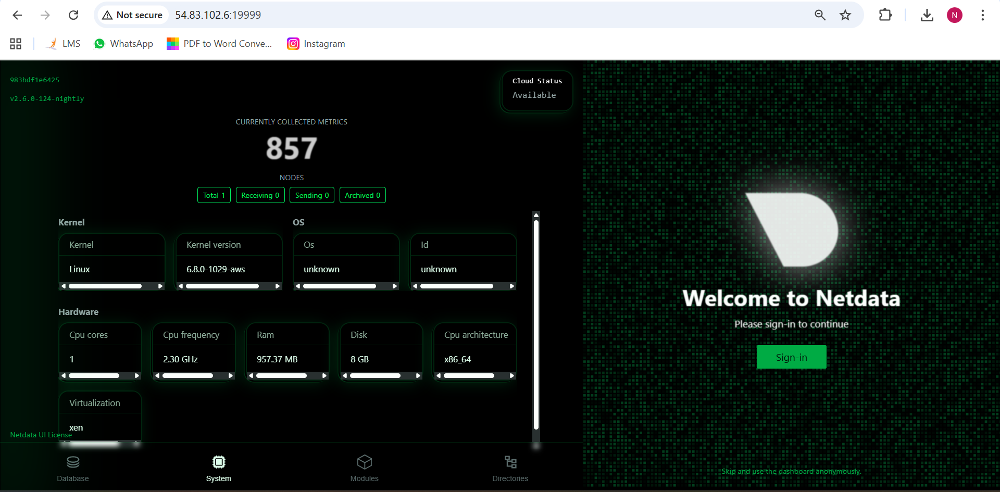 Not secure 54.83.102.6:19999 N
LMS WhatsApp PDF to Word Conve... Instagram
983bdf1e6425
v2.6.0-124-nightly
Cloud Status
Available
CURRENTLY COLLECTED METRICS
857
NODES
Total 1 Receiving 0 Sending 0 Archived 0
Kernel OS
Kernel Kernel version Os Id
Linux 6.8.0-1029-aws unknown unknown
Hardware
Cpu cores Cpu frequency Ram Disk Cpu architecture
1 2.30 GHz 957.37 MB 8 GB x86_64
Virtualization
xen
Netdata UI License
Database System Modules Directories
Welcome to Netdata
Please sign-in to continue
Sign-in
Skip and use the dashboard anonymously.